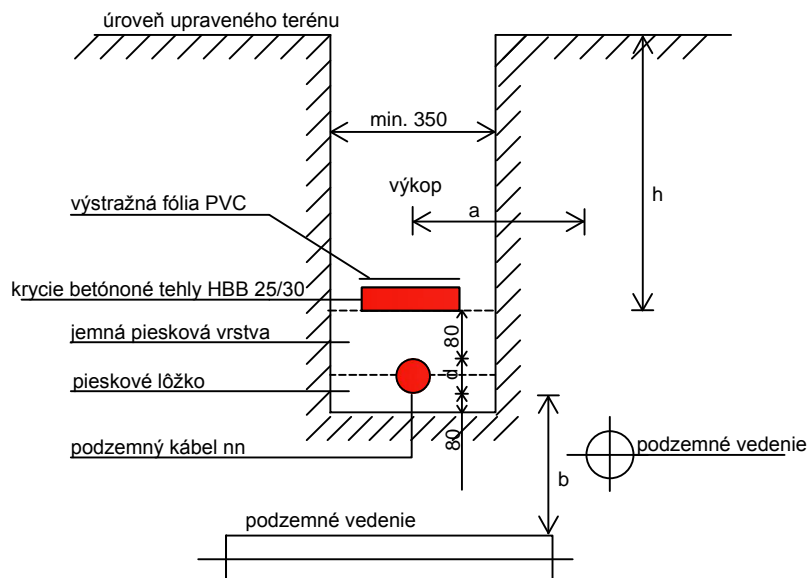 úroveň upraveného terénu
min. 350
výkop
a
h
výstražná fólia PVC
krycie betónoné tehly HBB 25/30
jemná piesková vrstva
80
d
pieskové lôžko
80
podzemný kábel nn
podzemné vedenie
b
podzemné vedenie